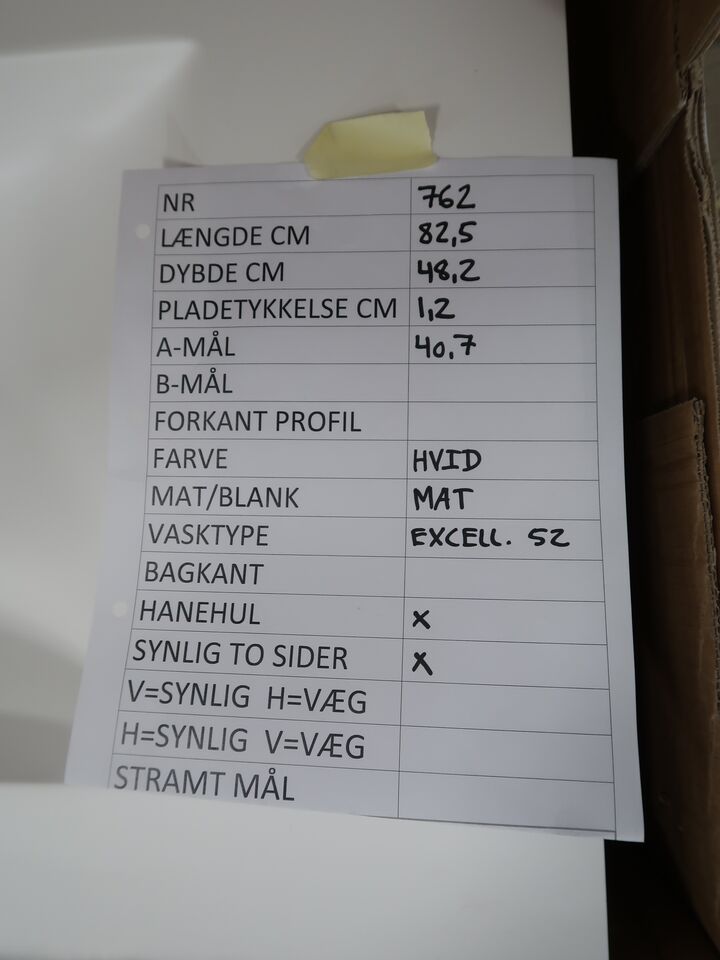 NR 762
LÆNGDE CM 82,5
DYBDE CM 48,2
PLADETYKKELSE CM 1,2
A-MÅL 40,7
B-MÅL
FORKANT PROFIL
FARVE HVID
MAT/BLANK MAT
VASKTYPE EXCELL. 52
BAGKANT
HANEHUL X
SYNLIG TO SIDER X
V=SYNLIG H=VÆG
H=SYNLIG V=VÆG
STRAMT MÅL